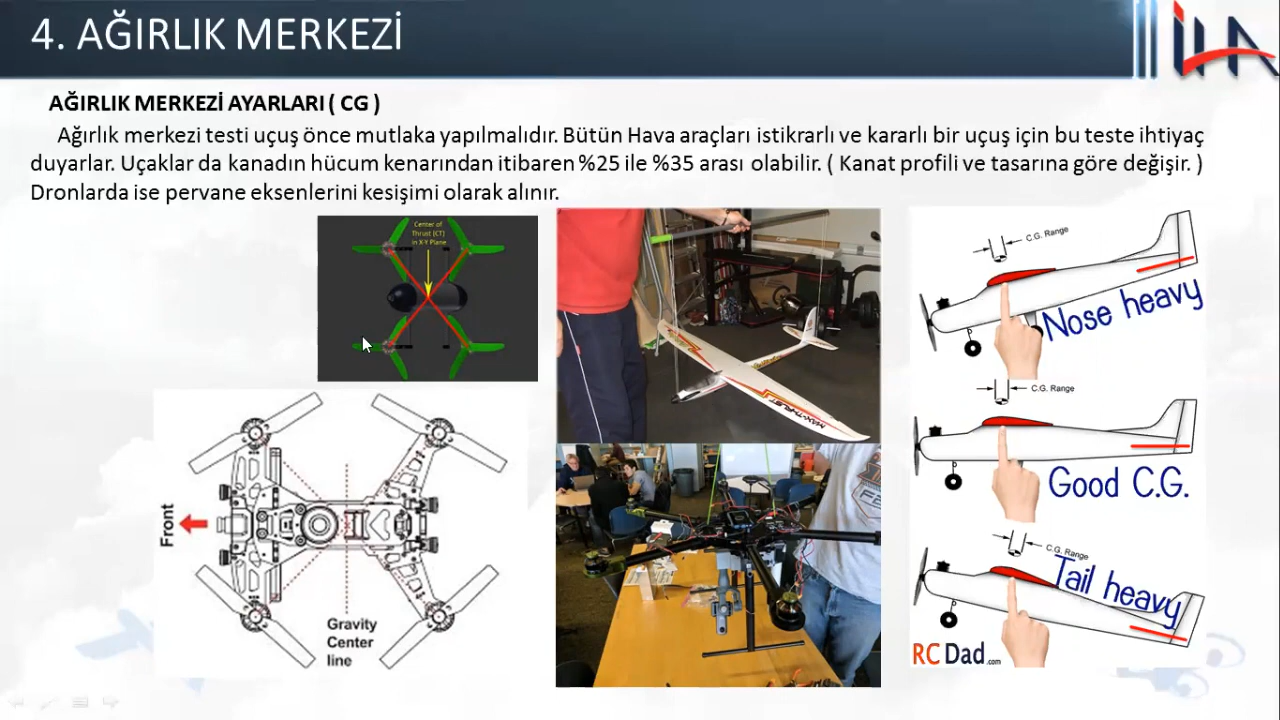 4. AĞIRLIK MERKEZİ
İHA
AĞIRLIK MERKEZİ AYARLARI ( CG )
Ağırlık merkezi testi uçuş önce mutlaka yapılmalıdır. Bütün Hava araçları istikrarlı ve kararlı bir uçuş için bu teste ihtiyaç
duyarlar. Uçaklar da kanadın hücum kenarından itibaren %25 ile %35 arası olabilir. ( Kanat profili ve tasarına göre değişir. )
Dronlarda ise pervane eksenlerini kesişimi olarak alınır.
Center of
Thrust (CT)
in X-Y Plane
Front
Gravity
Center
line
MAX-THRUST
C.G. Range
Nose heavy
C.G. Range
Good C.G.
C.G. Range
Tail heavy
RC Dad.com